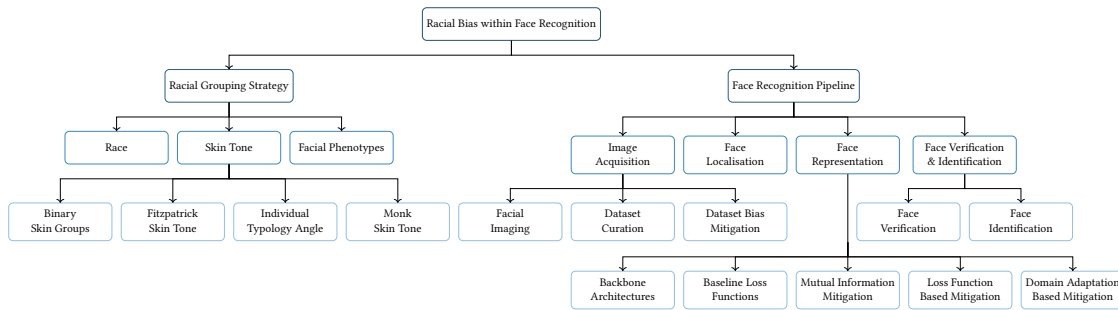 Racial Bias within Face Recognition
Racial Grouping Strategy
Face Recognition Pipeline
Race
Skin Tone
Facial Phenotypes
Image
Acquisition
Face
Localisation
Face
Representation
Face Verification
& Identification
Binary
Skin Groups
Fitzpatrick
Skin Tone
Individual
Typology Angle
Monk
Skin Tone
Facial
Imaging
Dataset
Curation
Dataset Bias
Mitigation
Face
Verification
Face
Identification
Backbone
Architectures
Baseline Loss
Functions
Mutual Information
Mitigation
Loss Function
Based Mitigation
Domain Adaptation
Based Mitigation